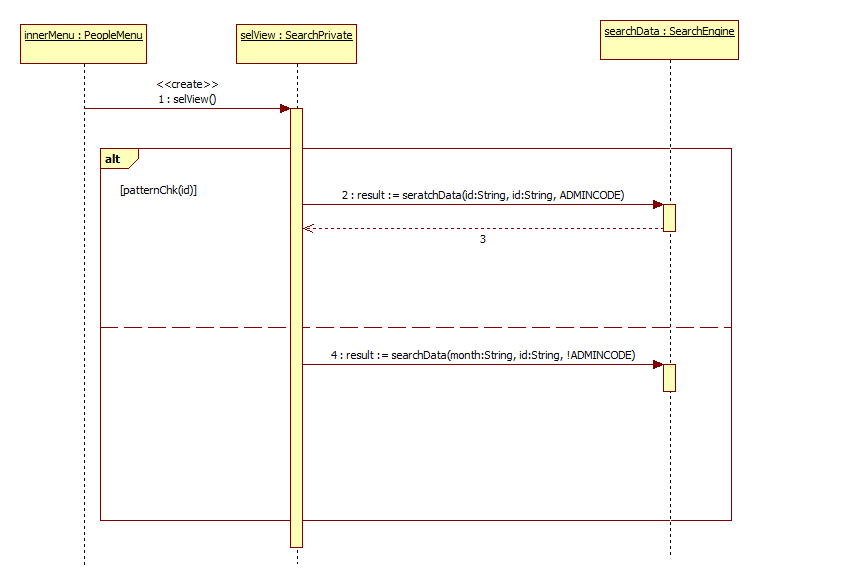 innerMenu : PeopleMenu
selView : SearchPrivate
searchData : SearchEngine
<<create>>
1 : selView()
alt
[patternChk(id)]
2 : result := seratchData(id:String, id:String, ADMINCODE)
3
4 : result := searchData(month:String, id:String, !ADMINCODE)